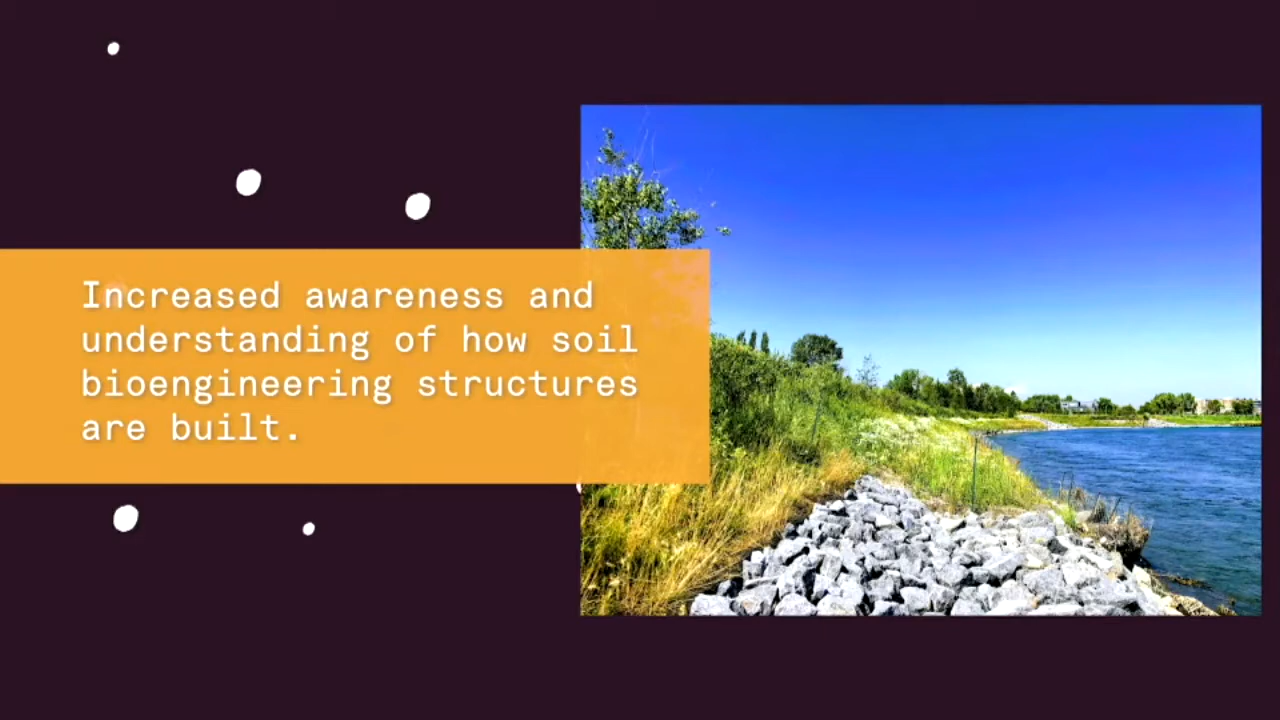 Increased awareness and
understanding of how soil
bioengineering structures
are built.